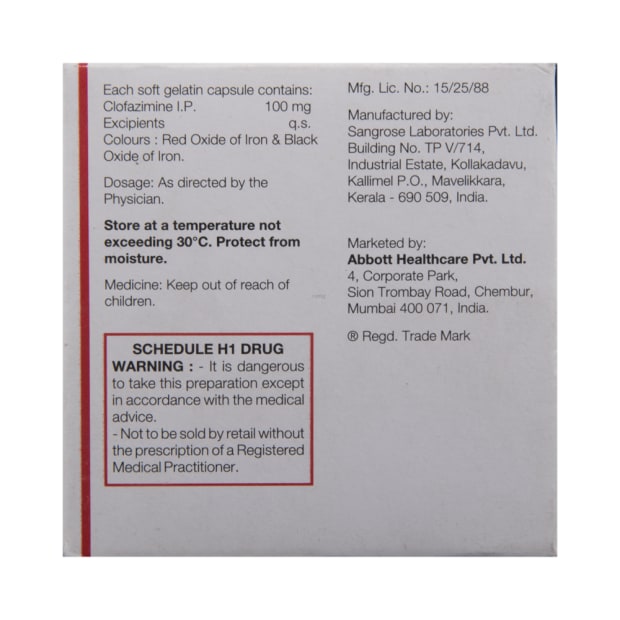 Each soft gelatin capsule contains:
Clofazimine I.P. 100 mg
Excipients q.s.
Colours : Red Oxide of Iron & Black
Oxide of Iron.
Dosage: As directed by the
Physician.
Store at a temperature not
exceeding 30°C. Protect from
moisture.
Medicine: Keep out of reach of
children.
SCHEDULE H1 DRUG
WARNING : - It is dangerous
to take this preparation except
in accordance with the medical
advice.
- Not to be sold by retail without
the prescription of a Registered
Medical Practitioner.
Mfg. Lic. No.: 15/25/88
Manufactured by:
Sangrose Laboratories Pvt. Ltd.
Building No. TP V/714,
Industrial Estate, Kollakadavu,
Kallimel P.O., Mavelikkara,
Kerala - 690 509, India.
Marketed by:
Abbott Healthcare Pvt. Ltd.
4, Corporate Park,
Sion Trombay Road, Chembur,
Mumbai 400 071, India.
® Regd. Trade Mark